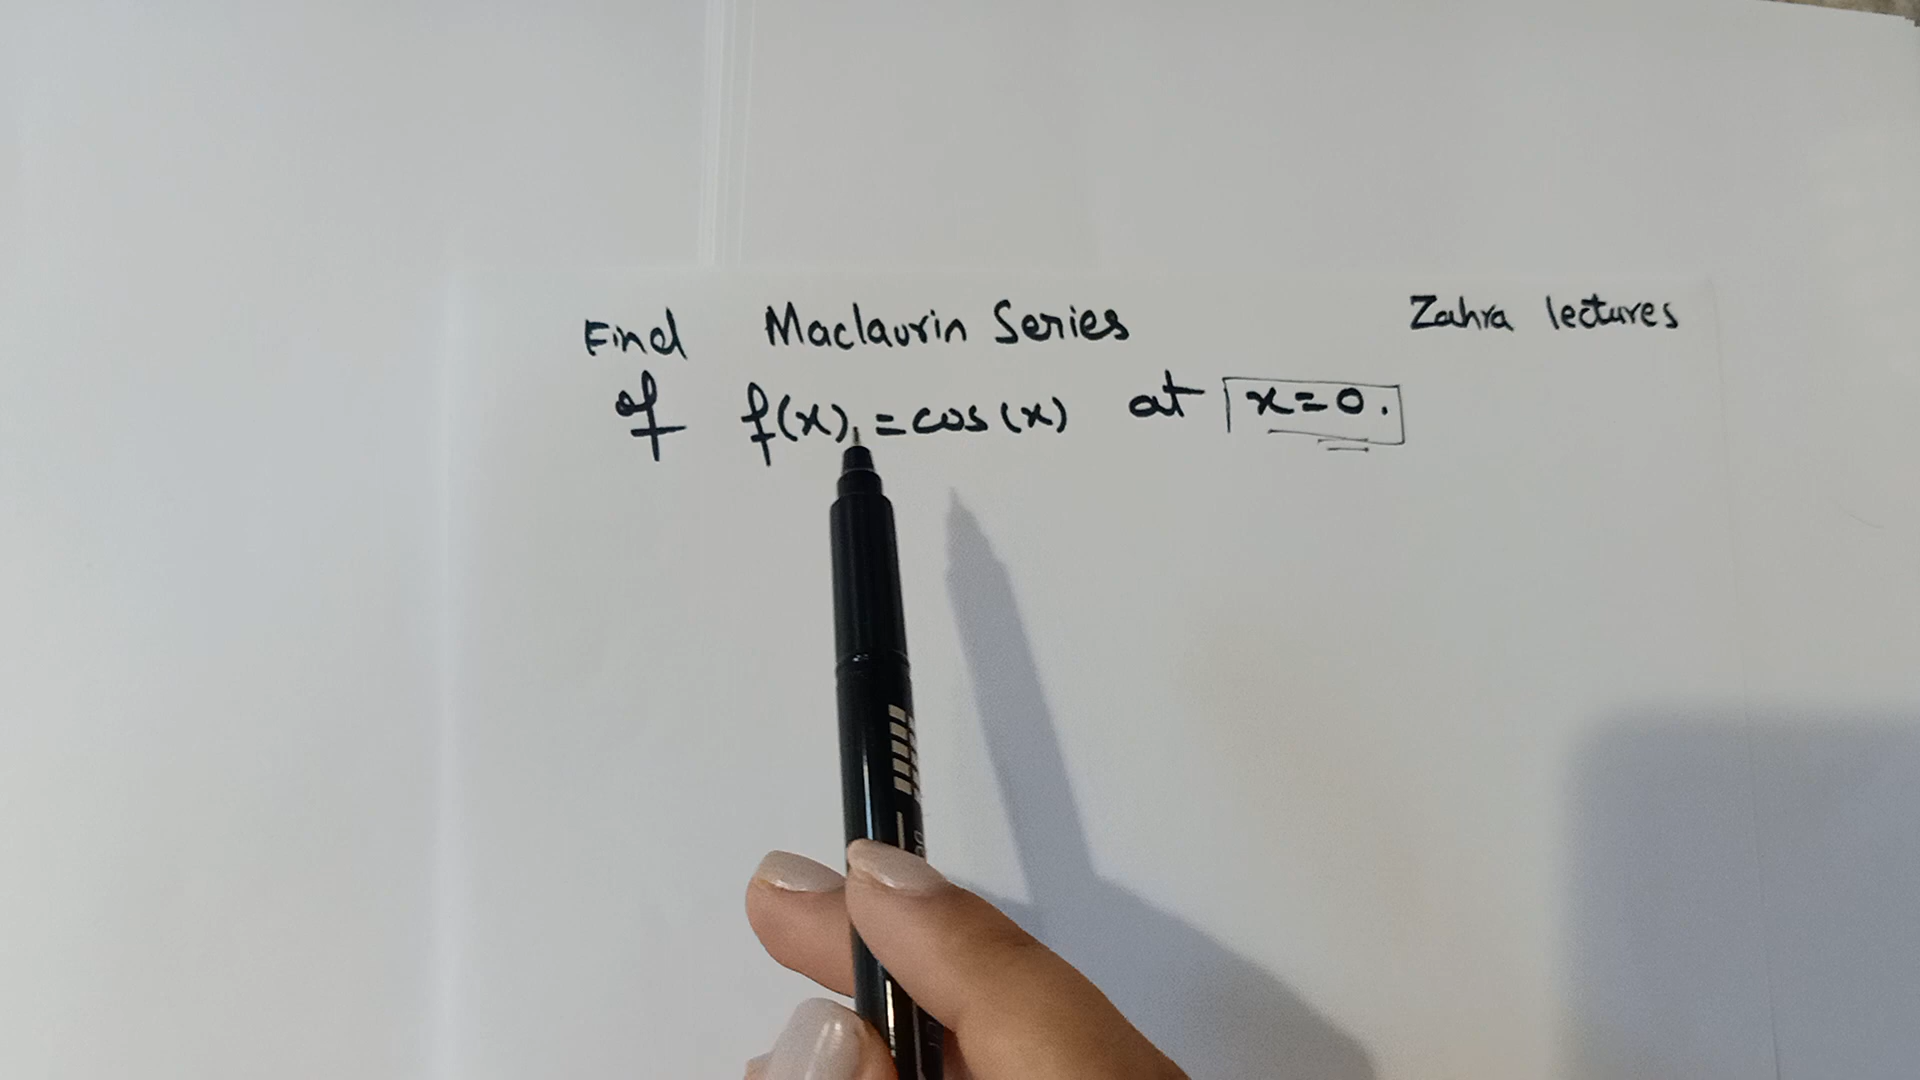 Find Maclaurin Series
Zahra lectures
of f(x) = cos(x) at x=0.